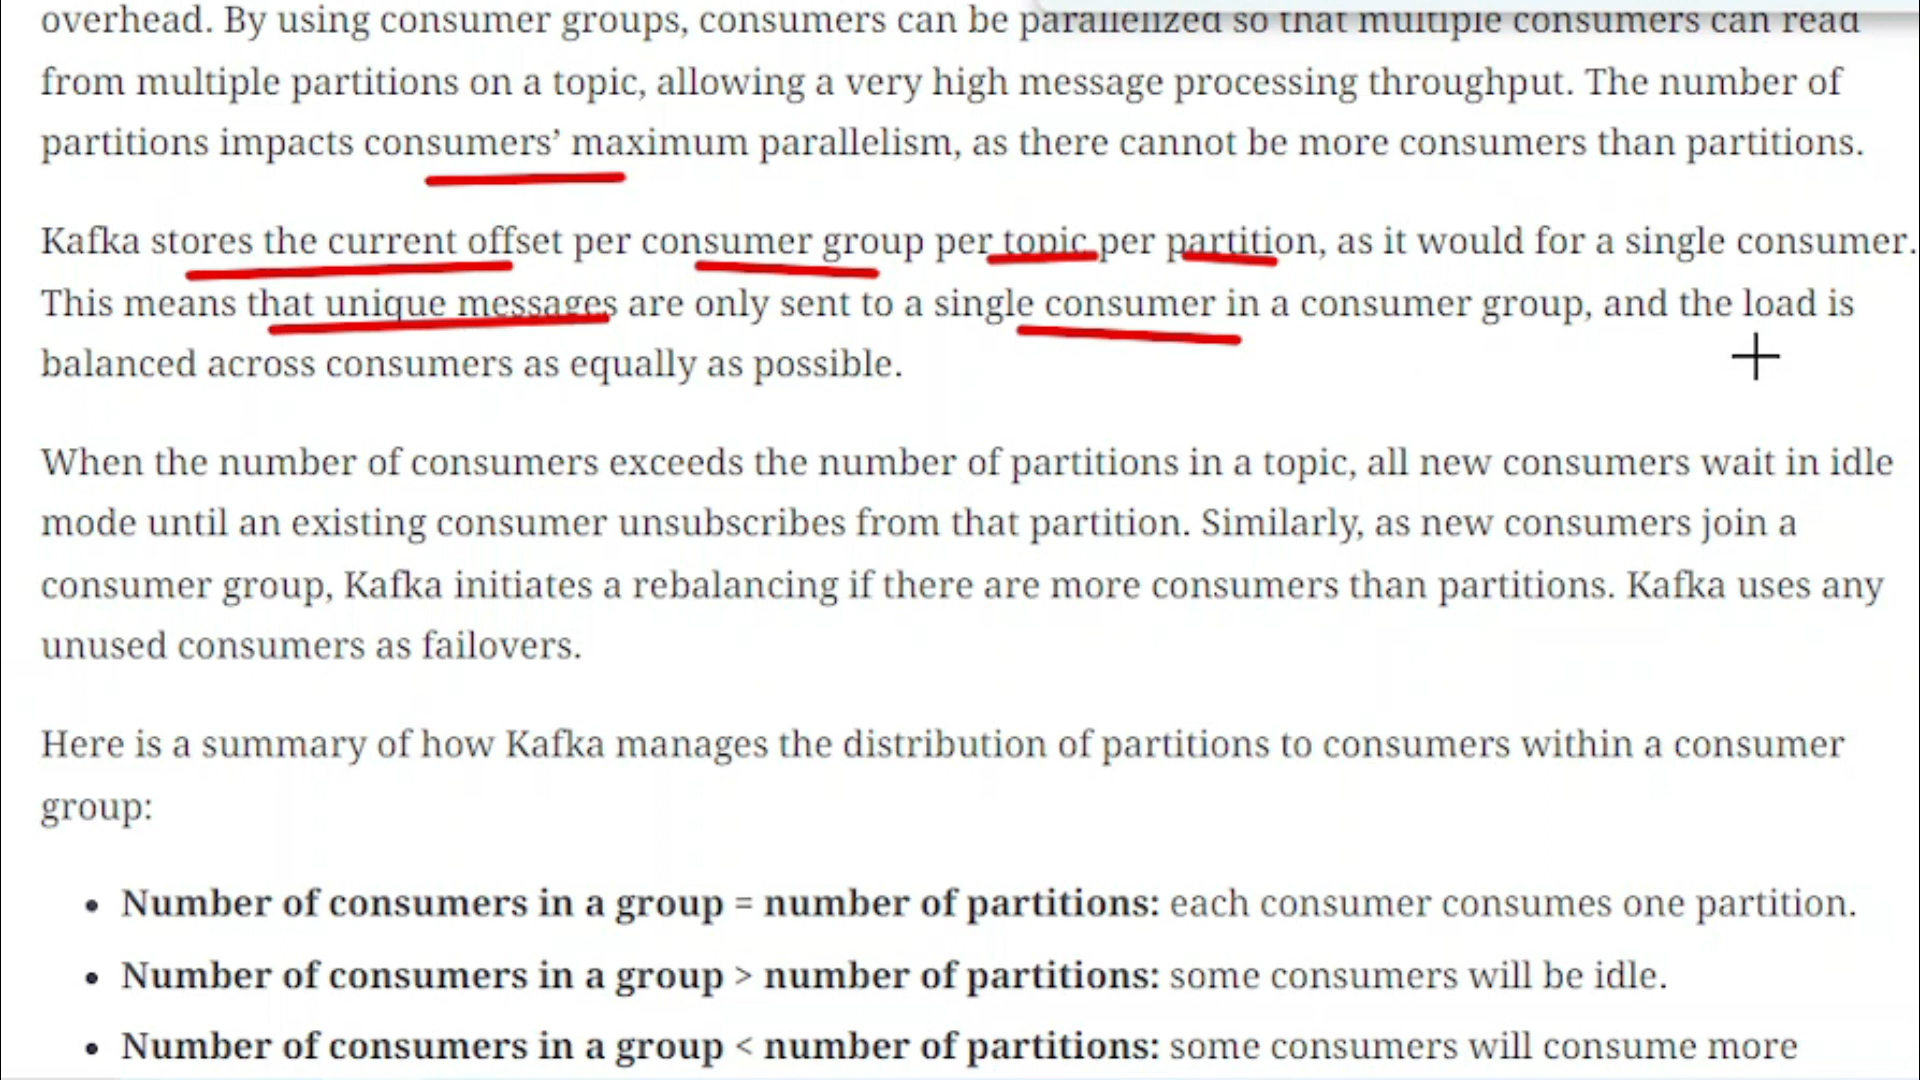 overhead. By using consumer groups, consumers can be parallelized so that multiple consumers can read
from multiple partitions on a topic, allowing a very high message processing throughput. The number of
partitions impacts consumers’ maximum parallelism, as there cannot be more consumers than partitions.
Kafka stores the current offset per consumer group per topic per partition, as it would for a single consumer.
This means that unique messages are only sent to a single consumer in a consumer group, and the load is
balanced across consumers as equally as possible.
When the number of consumers exceeds the number of partitions in a topic, all new consumers wait in idle
mode until an existing consumer unsubscribes from that partition. Similarly, as new consumers join a
consumer group, Kafka initiates a rebalancing if there are more consumers than partitions. Kafka uses any
unused consumers as failovers.
Here is a summary of how Kafka manages the distribution of partitions to consumers within a consumer
group:
• Number of consumers in a group = number of partitions: each consumer consumes one partition.
• Number of consumers in a group > number of partitions: some consumers will be idle.
• Number of consumers in a group < number of partitions: some consumers will consume more